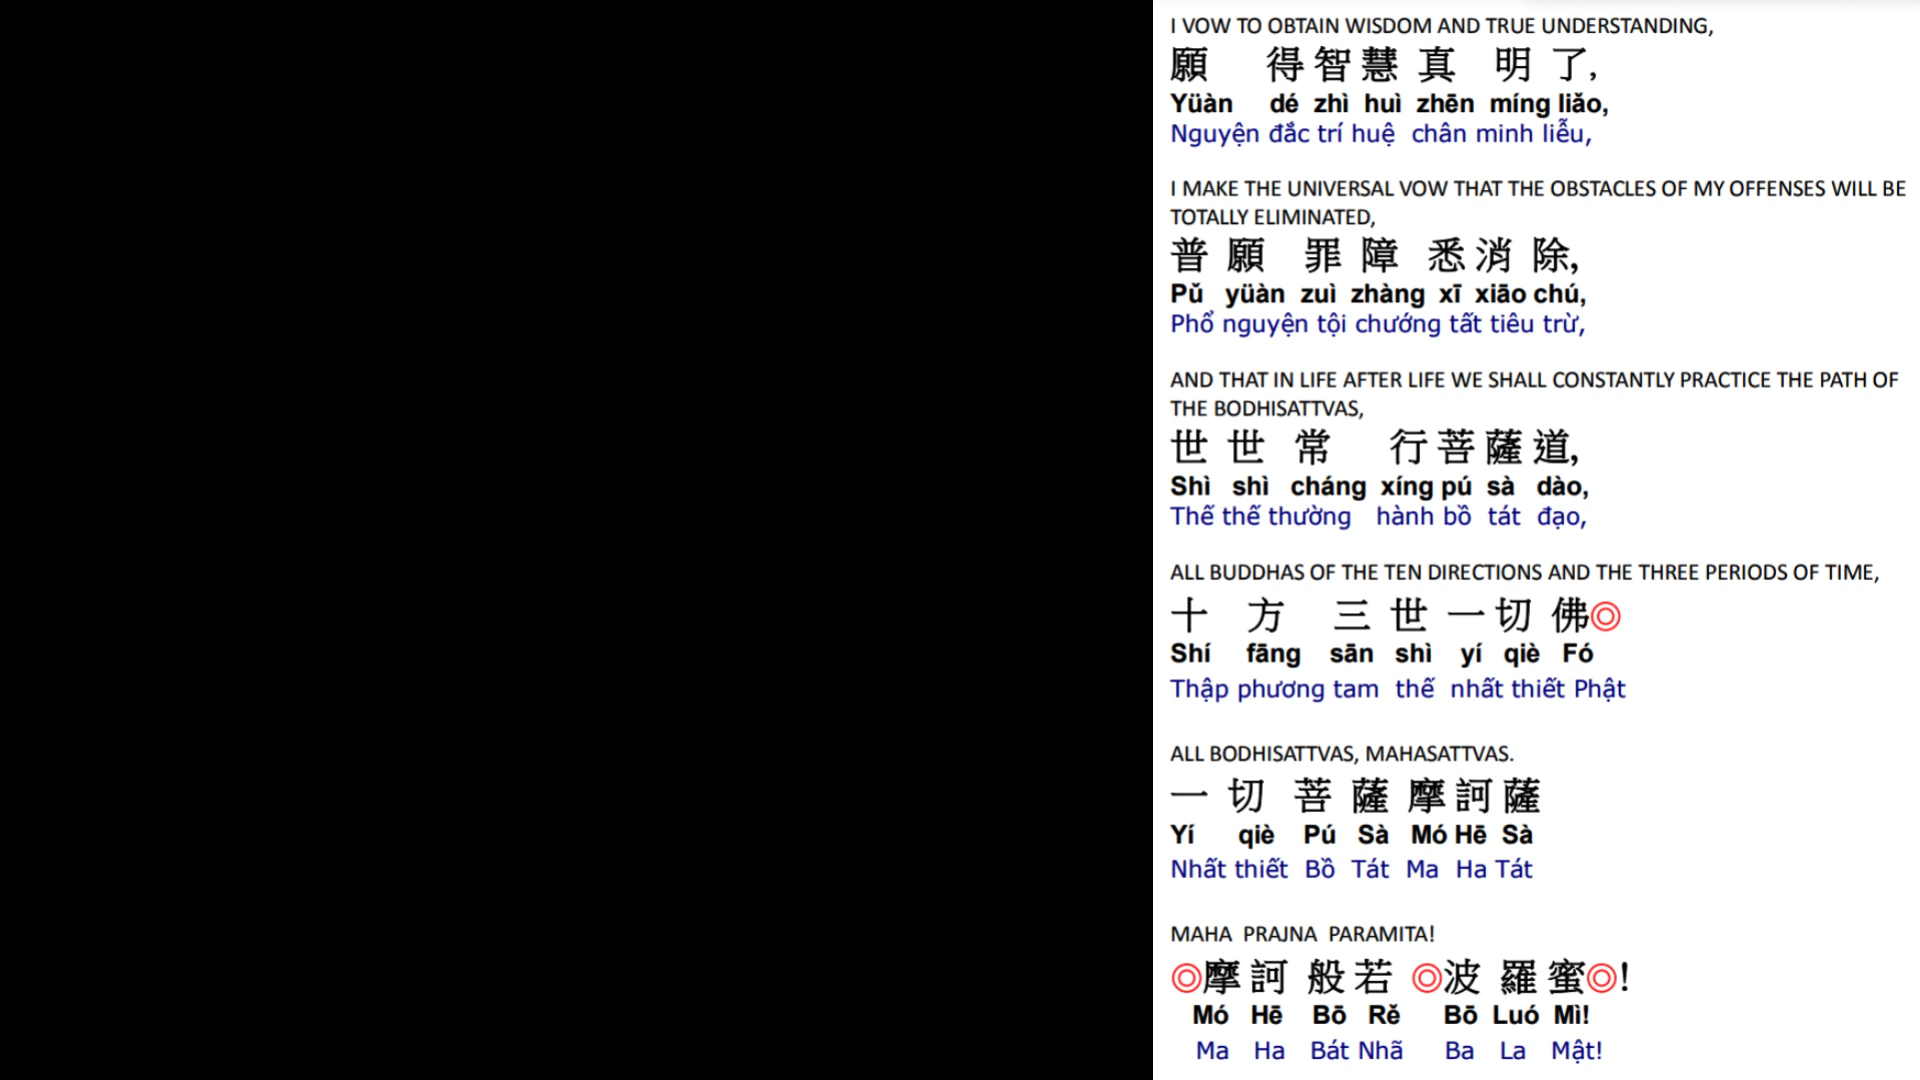 I VOW TO OBTAIN WISDOM AND TRUE UNDERSTANDING,
願 得 智 慧 真 明 了,
Yüàn dé zhì huì zhēn míng liǎo,
Nguyện đắc trí huệ chân minh liễu,
I MAKE THE UNIVERSAL VOW THAT THE OBSTACLES OF MY OFFENSES WILL BE
TOTALLY ELIMINATED,
普 願 罪 障 悉 消 除,
Pǔ yüàn zuì zhàng xī xiāo chú,
Phổ nguyện tội chướng tất tiêu trừ,
AND THAT IN LIFE AFTER LIFE WE SHALL CONSTANTLY PRACTICE THE PATH OF
THE BODHISATTVAS,
世 世 常 行 菩 薩 道,
Shì shì cháng xíng pú sà dào,
Thế thế thường hành bồ tát đạo,
ALL BUDDHAS OF THE TEN DIRECTIONS AND THE THREE PERIODS OF TIME,
十 方 三 世 一 切 佛◎
Shí fāng sān shì yí qiè Fó
Thập phương tam thế nhất thiết Phật
ALL BODHISATTVAS, MAHASATTVAS.
一 切 菩 薩 摩 訶 薩
Yí qiè Pú Sà Mó Hē Sà
Nhất thiết Bồ Tát Ma Ha Tát
MAHA PRAJNA PARAMITA!
◎摩 訶 般 若 ◎波 羅 蜜◎!
Mó Hē Bō Rě Bō Luó Mì!
Ma Ha Bát Nhã Ba La Mật!